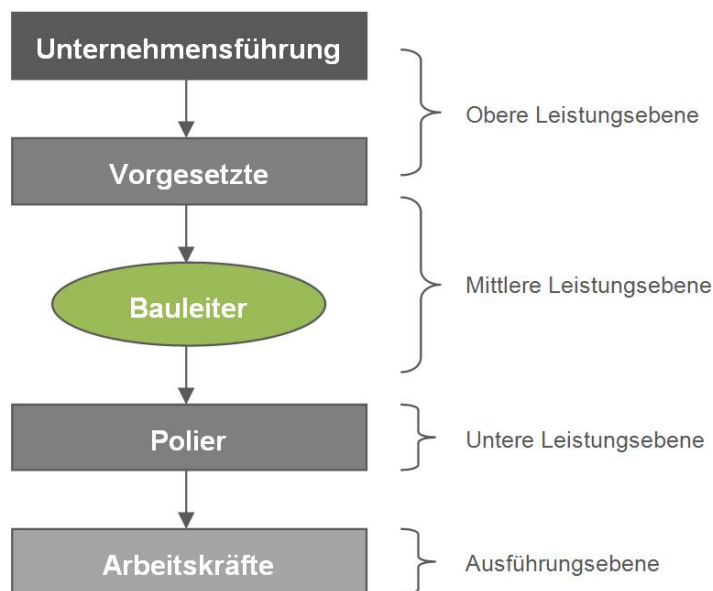 Unternehmensführung
Obere Leistungsebene
Vorgesetzte
Bauleiter
Mittlere Leistungsebene
Polier
Untere Leistungsebene
Arbeitskräfte
Ausführungsebene